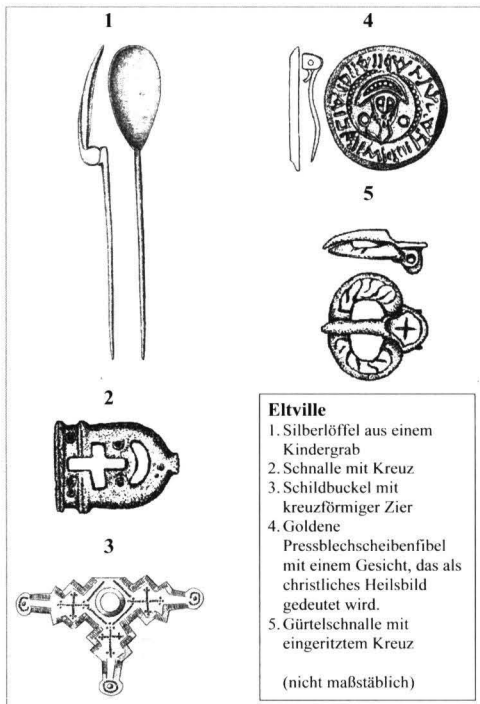 1
4
5
2
3
Eltville
1. Silberlöffel aus einem
Kindergrab
2. Schnalle mit Kreuz
3. Schildbuckel mit
kreuzförmiger Zier
4. Goldene
Pressblechscheibenfibel
mit einem Gesicht, das als
christliches Heilsbild
gedeutet wird.
5. Gürtelschnalle mit
eingeritztem Kreuz
(nicht maßstäblich)